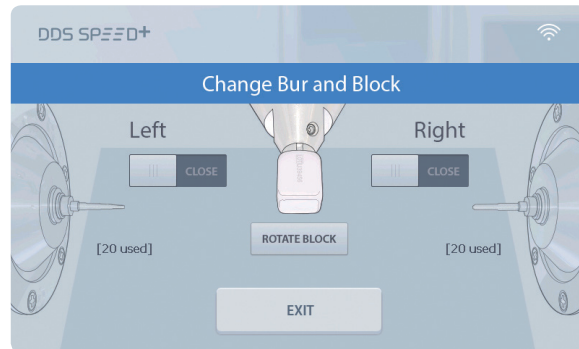 DDS SPEED+
Change Bur and Block
Left
Right
CLOSE
CLOSE
[20 used]
ROTATE BLOCK
[20 used]
EXIT